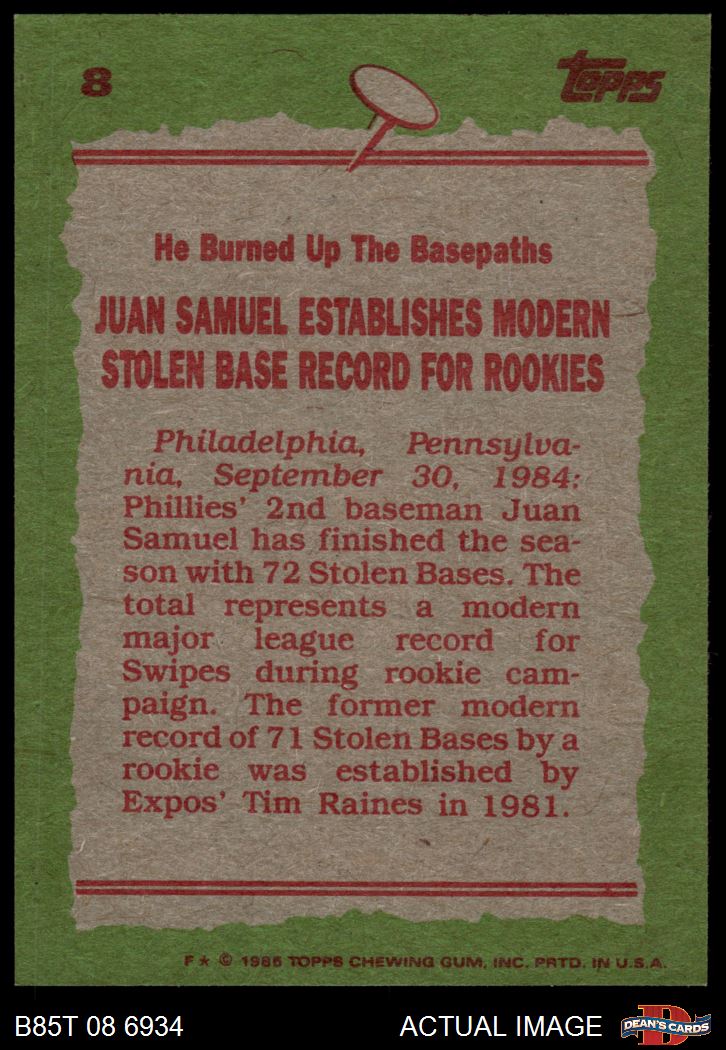 8
Topps
He Burned Up The Basepaths
JUAN SAMUEL ESTABLISHES MODERN
STOLEN BASE RECORD FOR ROOKIES
Philadelphia, Pennsylva-
nia, September 30, 1984:
Phillies' 2nd baseman Juan
Samuel has finished the sea-
son with 72 Stolen Bases. The
total represents a modern
major league record for
Swipes during rookie cam-
paign. The former modern
record of 71 Stolen Bases by a
rookie was established by
Expos' Tim Raines in 1981.
F ★ © 1985 TOPPS CHEWING GUM, INC. PRTD. IN U.S.A.
B85T 08 6934
ACTUAL IMAGE
D
DEAN'S CARDS